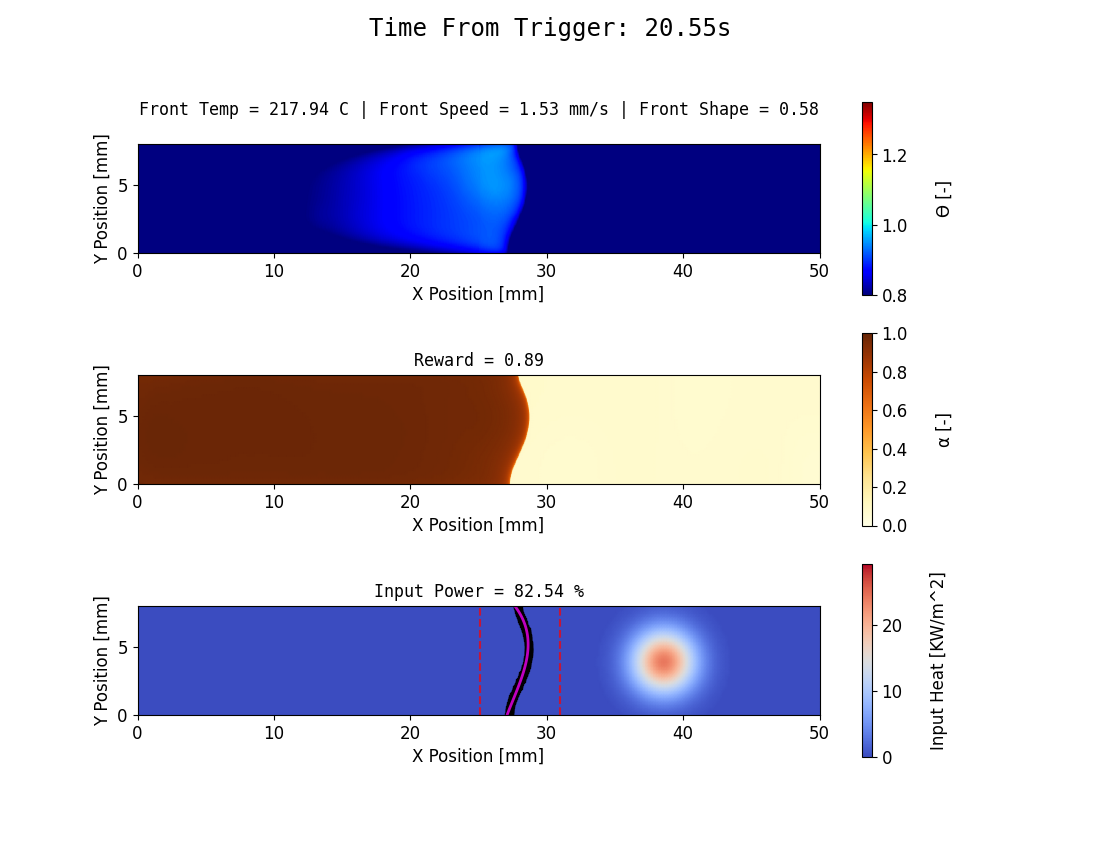 Time From Trigger: 20.55s
Front Temp = 217.94 C | Front Speed = 1.53 mm/s | Front Shape = 0.58
Y Position [mm]
5
0
0 10 20 30 40 50
X Position [mm]
1.2
1.0
0.8
Θ [-]
Reward = 0.89
Y Position [mm]
5
0
0 10 20 30 40 50
X Position [mm]
1.0
0.8
0.6
0.4
0.2
0.0
α [-]
Input Power = 82.54 %
Y Position [mm]
5
0
0 10 20 30 40 50
X Position [mm]
20
10
0
Input Heat [KW/m^2]